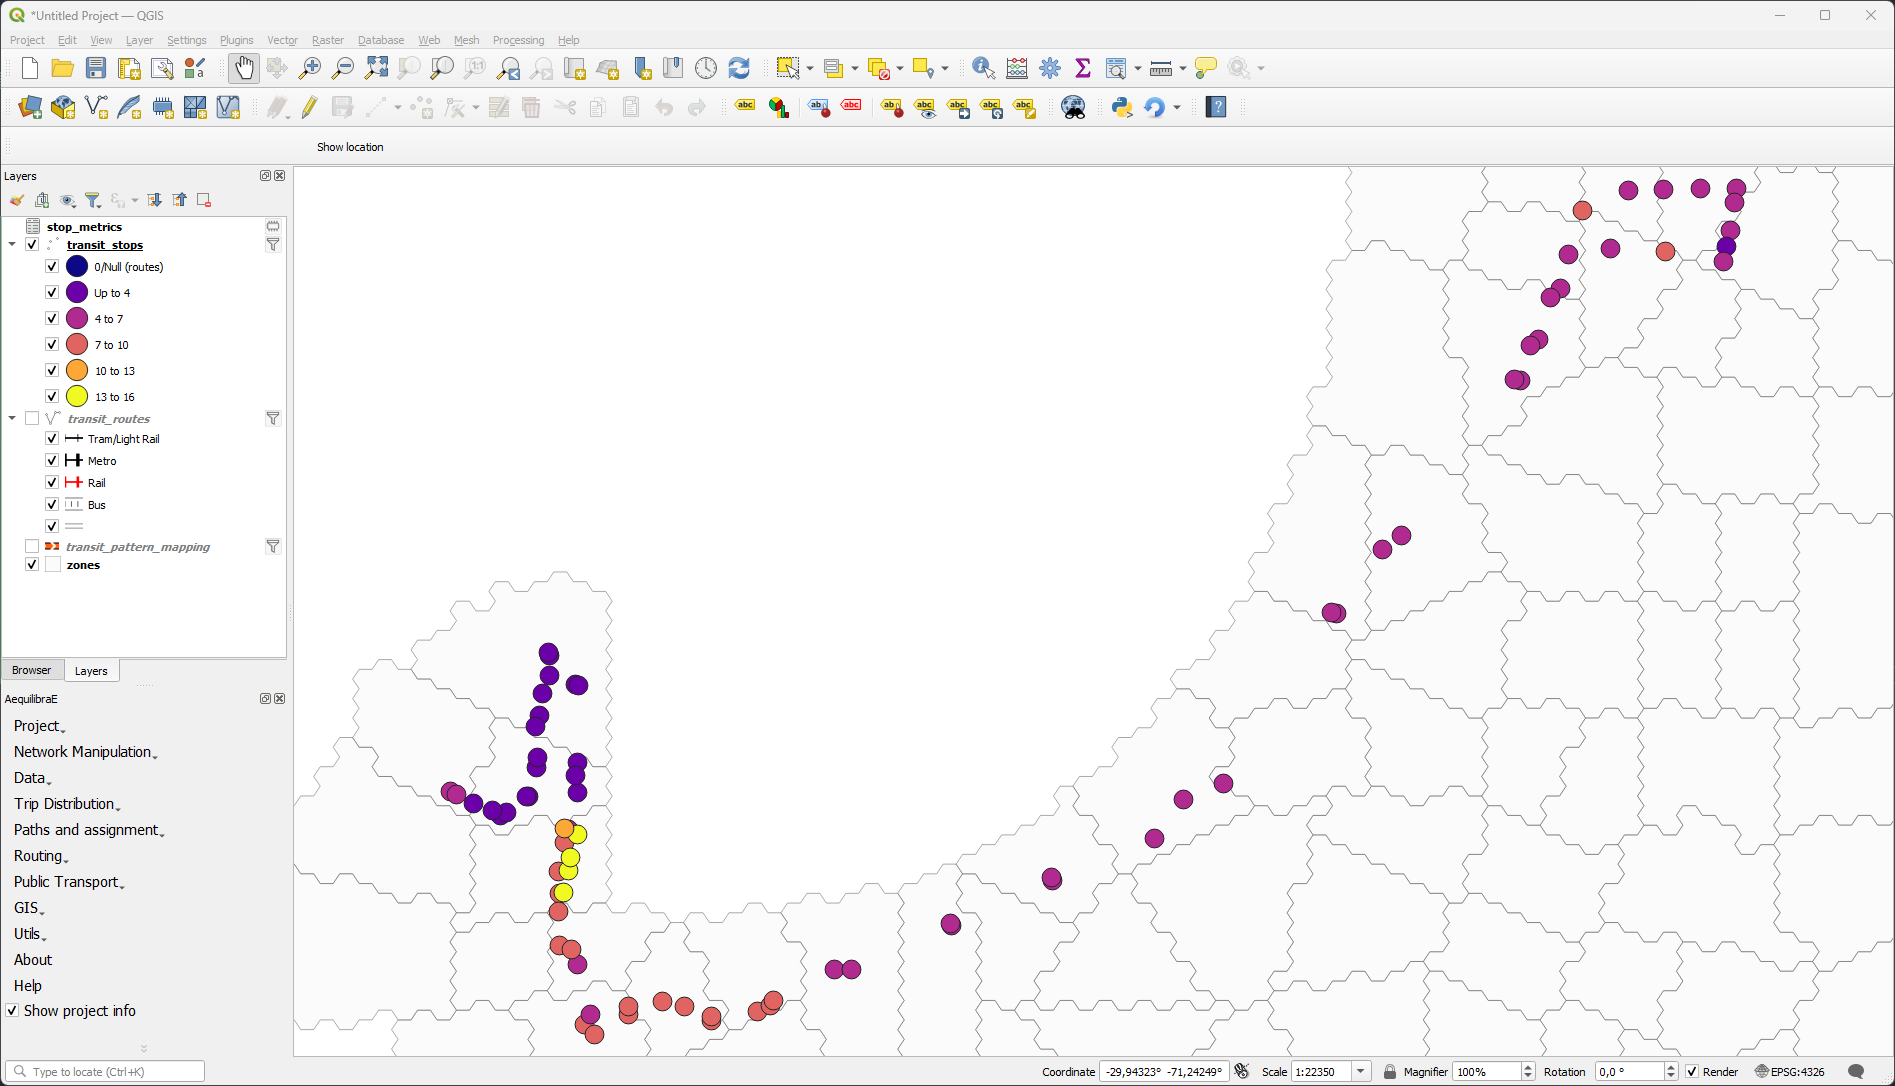 *Untitled Project — QGIS
Project Edit View Layer Settings Plugins Vector Raster Database Web Mesh Processing Help
Show location
Layers
stop_metrics
transit_stops
0/Null (routes)
Up to 4
4 to 7
7 to 10
10 to 13
13 to 16
transit_routes
Tram/Light Rail
Metro
Rail
Bus
transit_pattern_mapping
zones
Browser Layers
AequilibraE
Project
Network Manipulation
Data
Trip Distribution
Paths and assignment
Routing
Public Transport
GIS
Utils
About
Help
Show project info
Type to locate (Ctrl+K)
Coordinate -29,94323° -71,24249° Scale 1:22350 Magnifier 100% Rotation 0,0 ° Render EPSG:4326